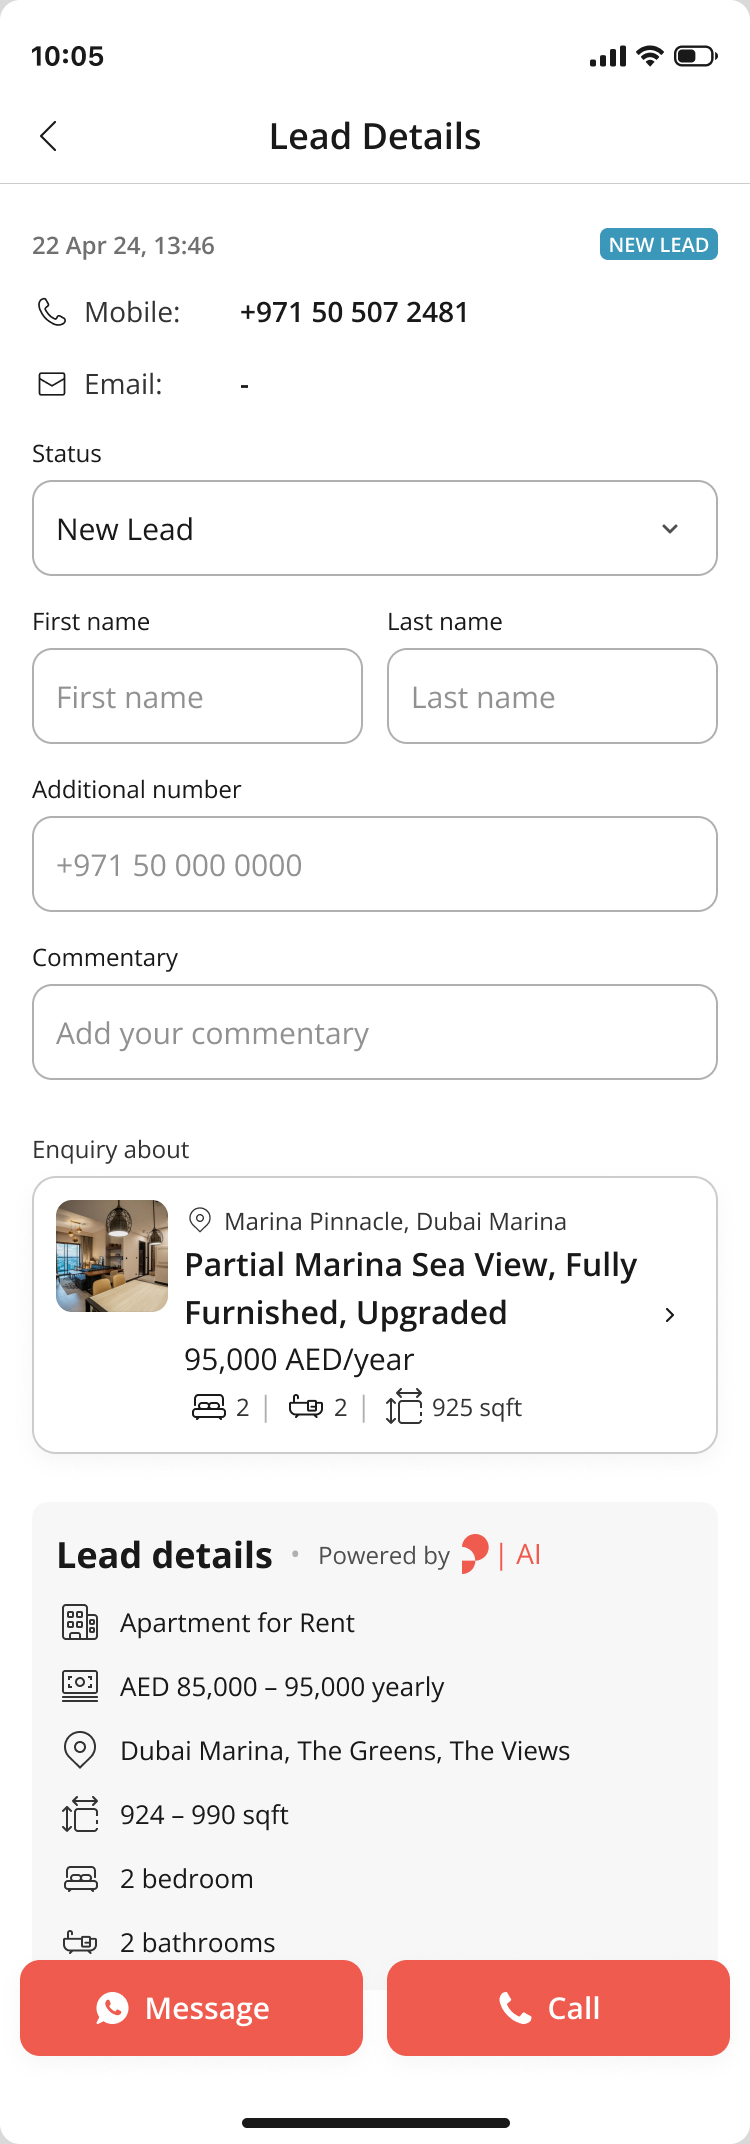 10:05
Lead Details
22 Apr 24, 13:46
NEW LEAD
Mobile: +971 50 507 2481
Email: -
Status
New Lead
First name Last name
First name Last name
Additional number
+971 50 000 0000
Commentary
Add your commentary
Enquiry about
Marina Pinnacle, Dubai Marina
Partial Marina Sea View, Fully
Furnished, Upgraded
95,000 AED/year
2 | 2 | 925 sqft
Lead details • Powered by | AI
Apartment for Rent
AED 85,000 – 95,000 yearly
Dubai Marina, The Greens, The Views
924 – 990 sqft
2 bedroom
2 bathrooms
Message Call